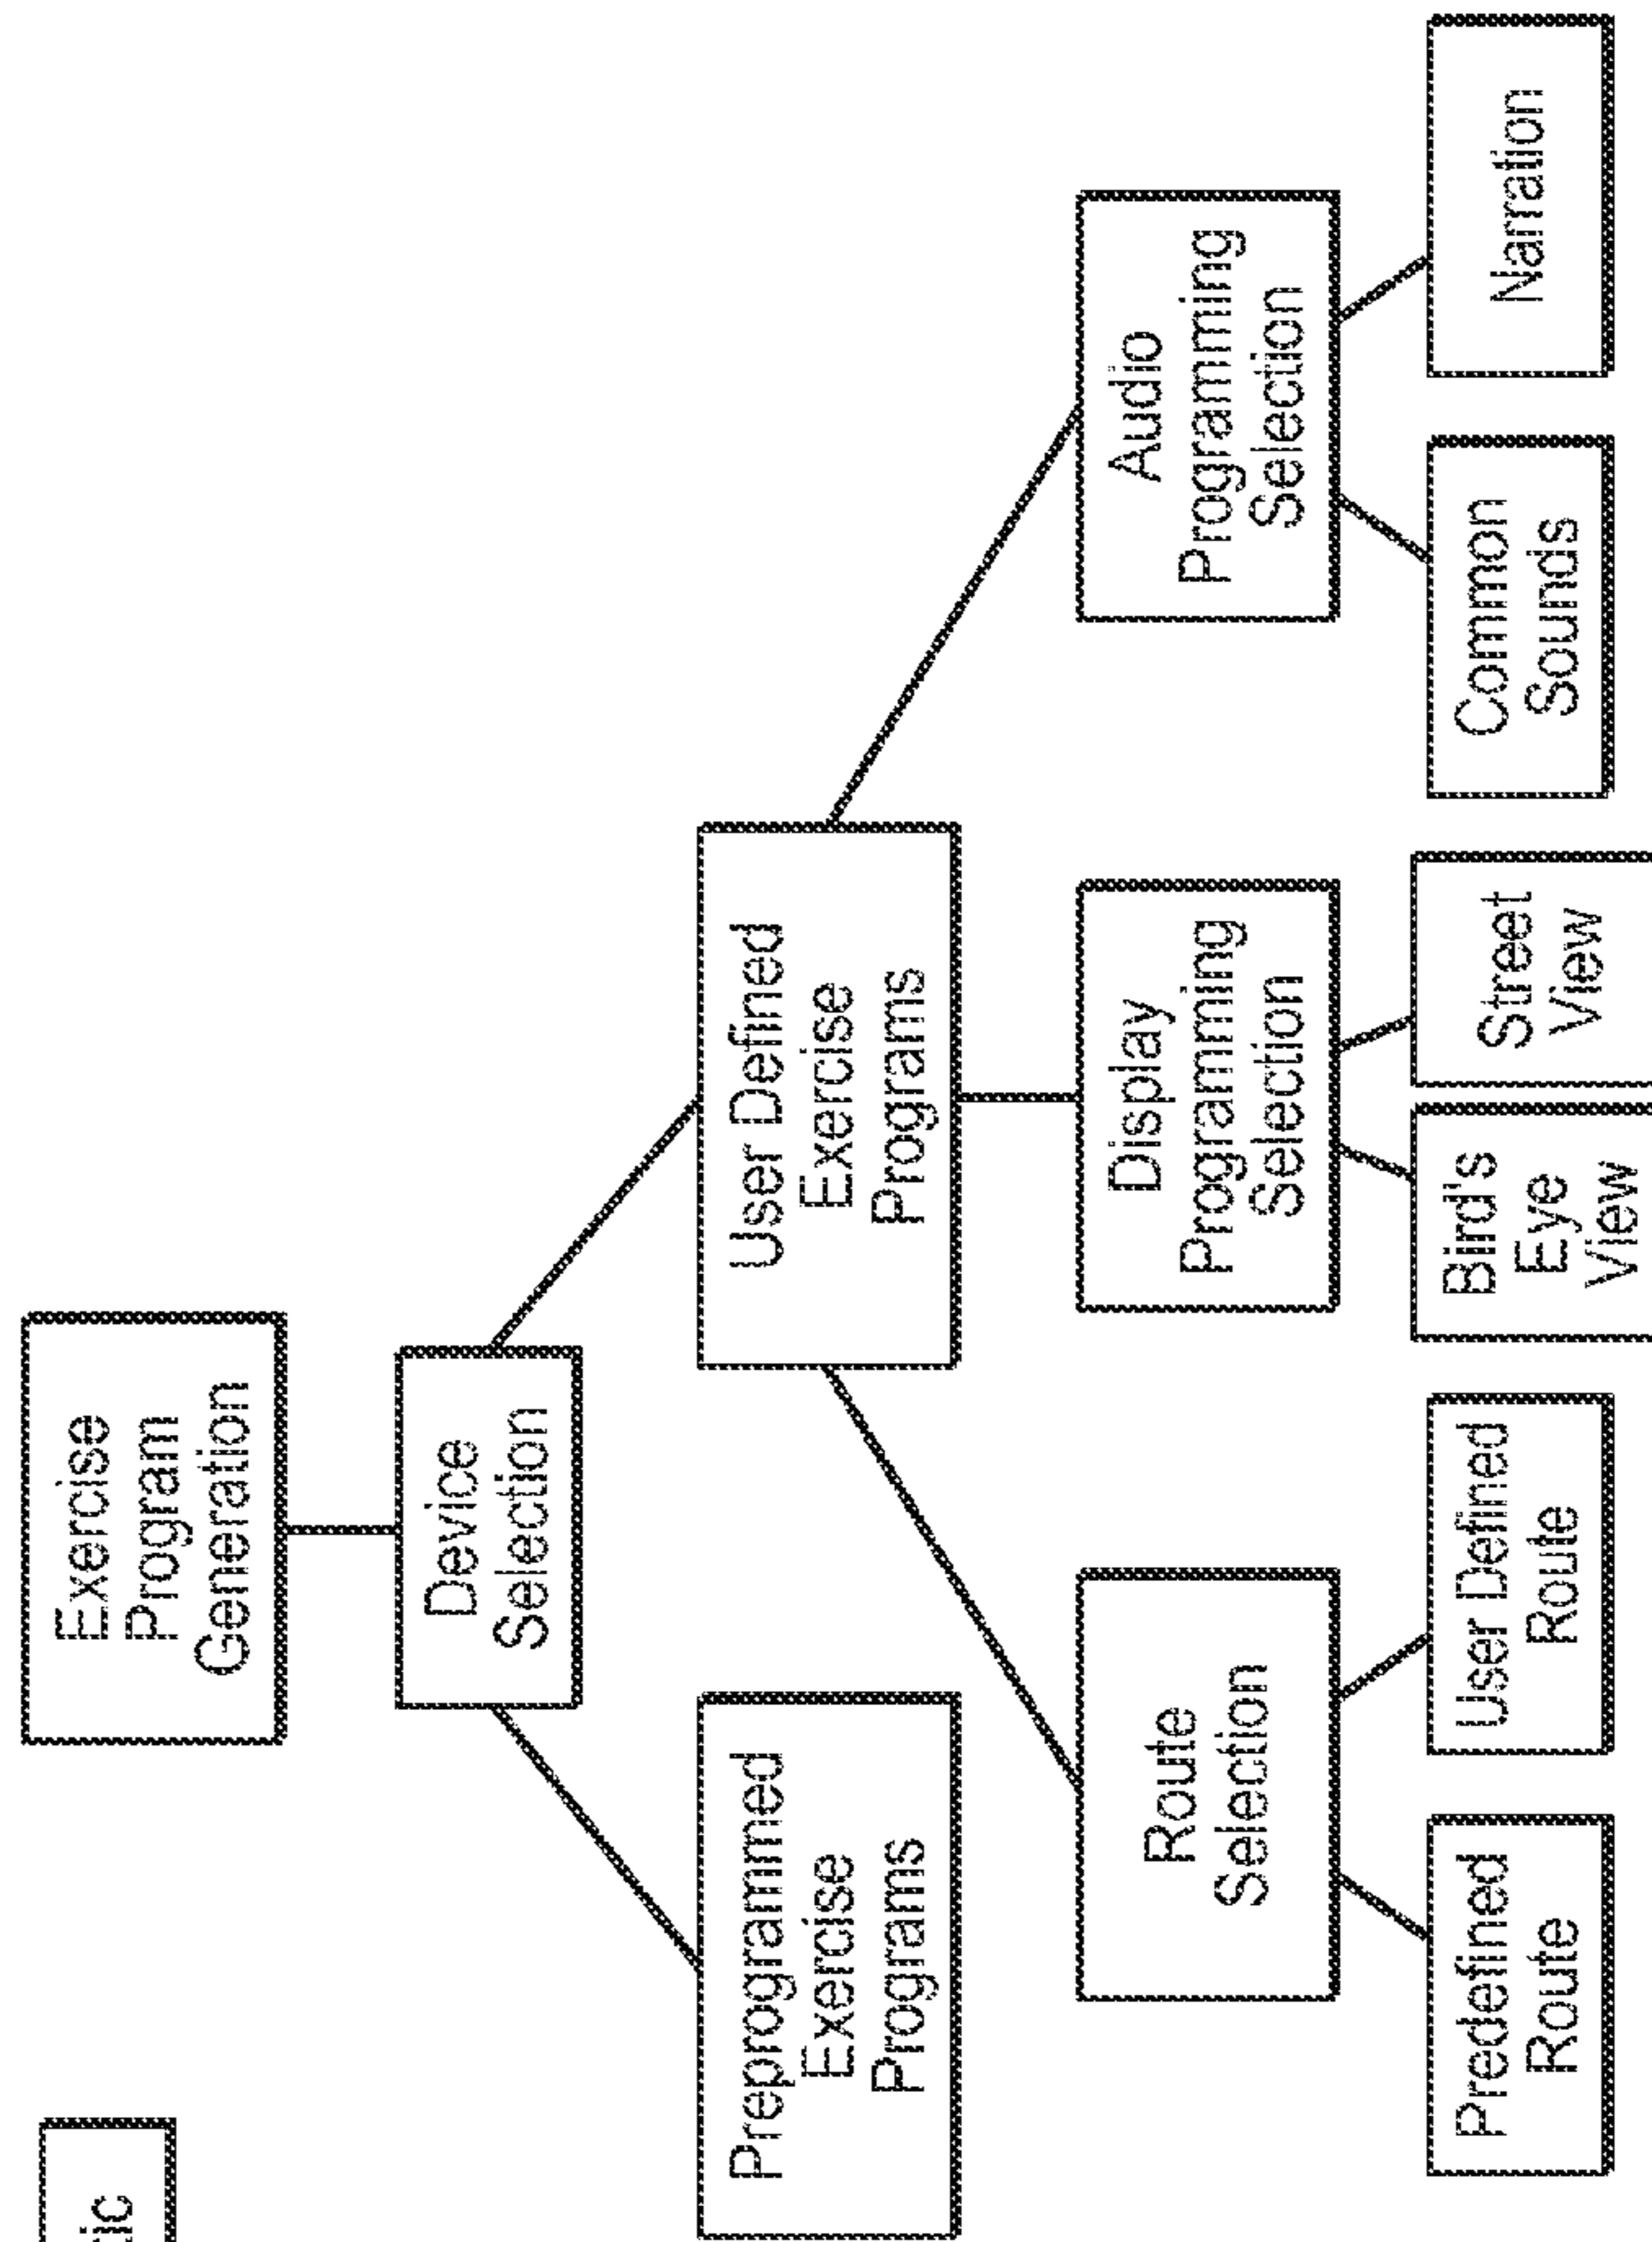 Exercise
Program
Generation
Device
Selection
Preprogrammed
Exercise
Programs
User Defined
Exercise
Programs
Route
Selection
Display
Programming
Selection
Audio
Programming
Selection
Predefined
Route
User Defined
Route
Bird's
Eye
View
Street
View
Common
Sounds
Narration